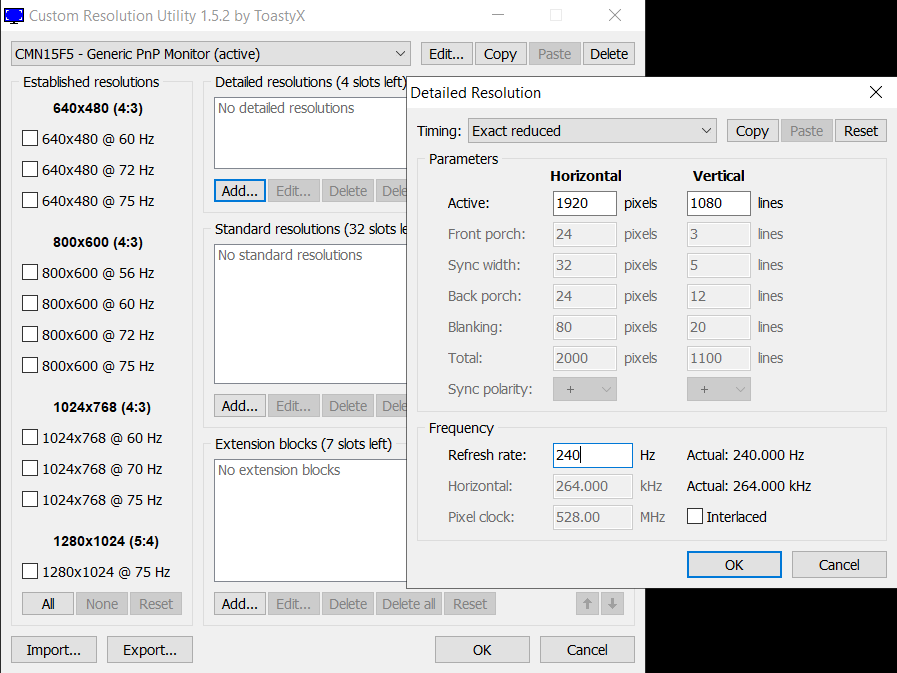 Custom Resolution Utility 1.5.2 by ToastyX
CMN15F5 - Generic PnP Monitor (active)
Edit...
Copy
Paste
Delete
Established resolutions
640x480 (4:3)
640x480 @ 60 Hz
640x480 @ 72 Hz
640x480 @ 75 Hz
800x600 (4:3)
800x600 @ 56 Hz
800x600 @ 60 Hz
800x600 @ 72 Hz
800x600 @ 75 Hz
1024x768 (4:3)
1024x768 @ 60 Hz
1024x768 @ 70 Hz
1024x768 @ 75 Hz
1280x1024 (5:4)
1280x1024 @ 75 Hz
All
None
Reset
Detailed resolutions (4 slots left)
No detailed resolutions
Add...
Edit...
Delete
Dele
Standard resolutions (32 slots le
No standard resolutions
Add...
Edit...
Delete
Dele
Extension blocks (7 slots left)
No extension blocks
Add...
Edit...
Delete
Delete all
Reset
Import...
Export...
OK
Cancel
Detailed Resolution
Timing:
Exact reduced
Copy
Paste
Reset
Parameters
Horizontal
Vertical
Active: 1920 pixels 1080 lines
Front porch: 24 pixels 3 lines
Sync width: 32 pixels 5 lines
Back porch: 24 pixels 12 lines
Blanking: 80 pixels 20 lines
Total: 2000 pixels 1100 lines
Sync polarity: + +
Frequency
Refresh rate: 240 Hz Actual: 240.000 Hz
Horizontal: 264.000 kHz Actual: 264.000 kHz
Pixel clock: 528.00 MHz Interlaced
OK
Cancel